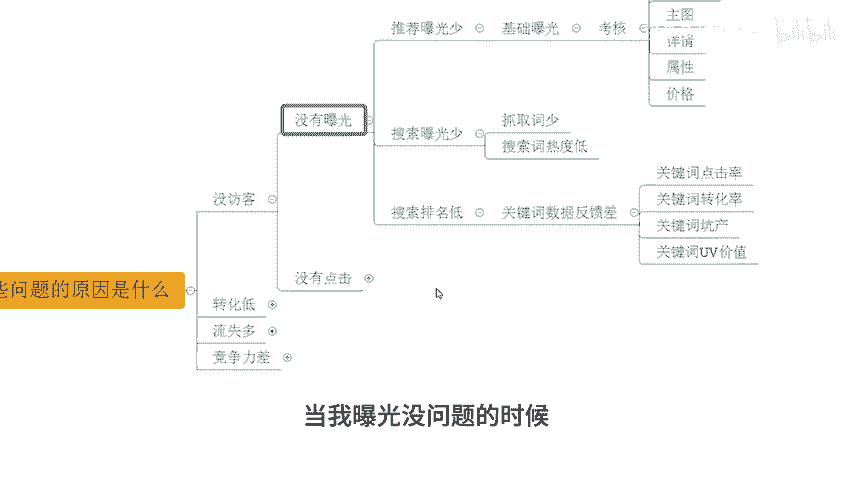 主图
bilibili
推荐曝光少
基础曝光
考核
详情
属性
价格
没有曝光
搜索曝光少
抓取词少
搜索词热度低
关键词点击率
没访客
关键词转化率
搜索排名低
关键词数据反馈差
关键词坑产
关键词UV价值
没有点击
些问题的原因是什么
转化低
流失多
竞争力差
当我曝光没问题的时候